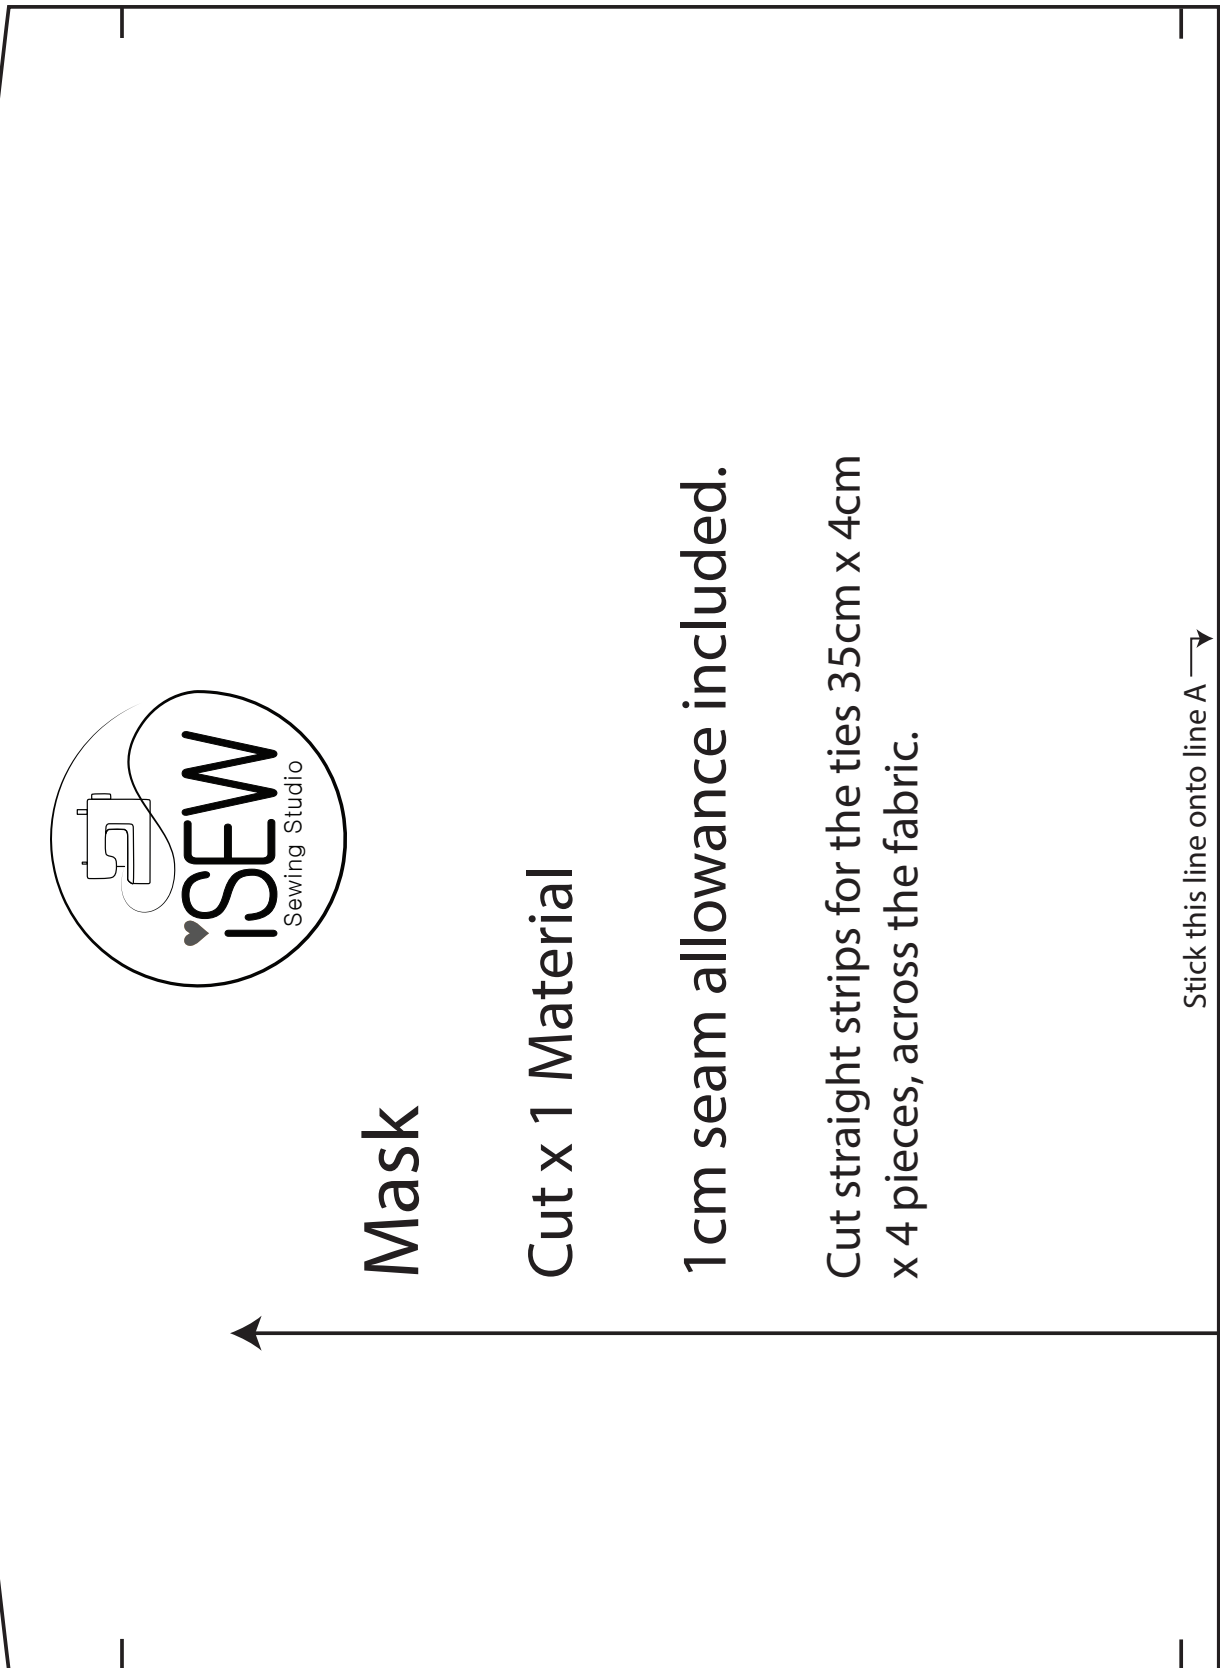 iSEW
Sewing Studio
Mask
Cut x 1 Material
1cm seam allowance included.
Cut straight strips for the ties 35cm x 4cm
x 4 pieces, across the fabric.
Stick this line onto line A